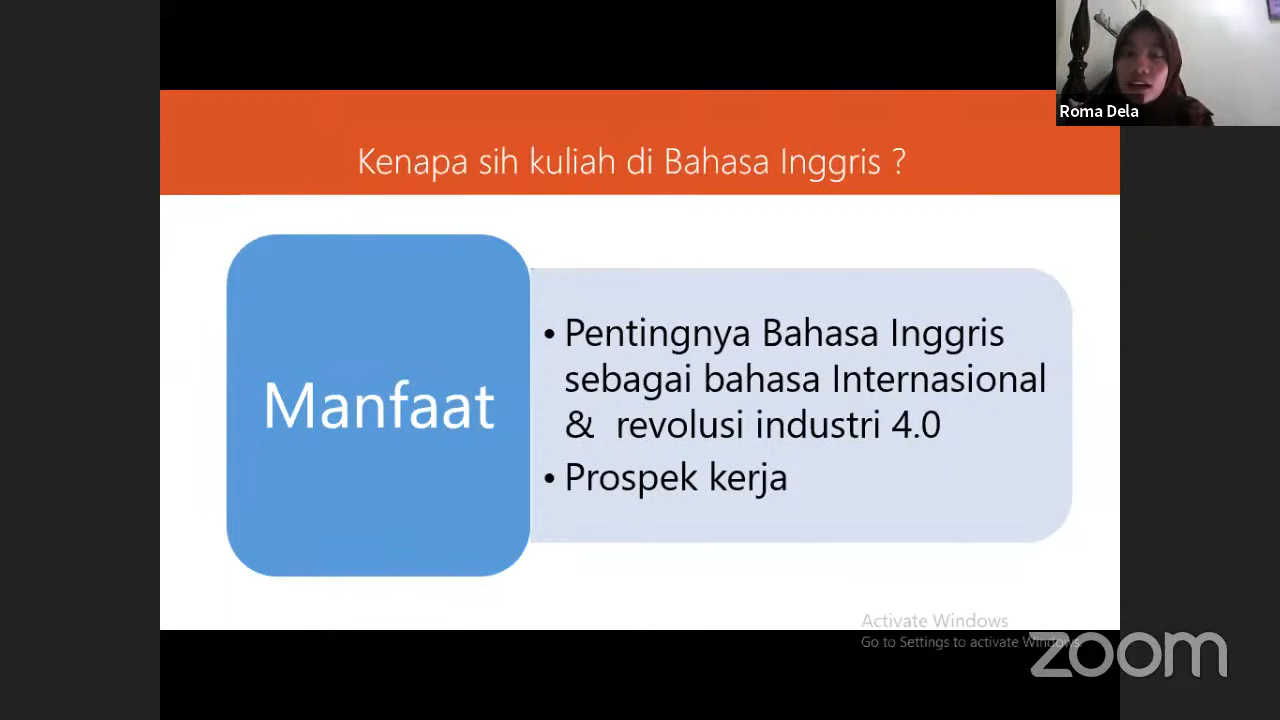 Roma Dela
Kenapa sih kuliah di Bahasa Inggris ?
Manfaat
• Pentingnya Bahasa Inggris
sebagai bahasa Internasional
& revolusi industri 4.0
• Prospek kerja
Activate Windows
Go to Settings to activate Windows.
zoom